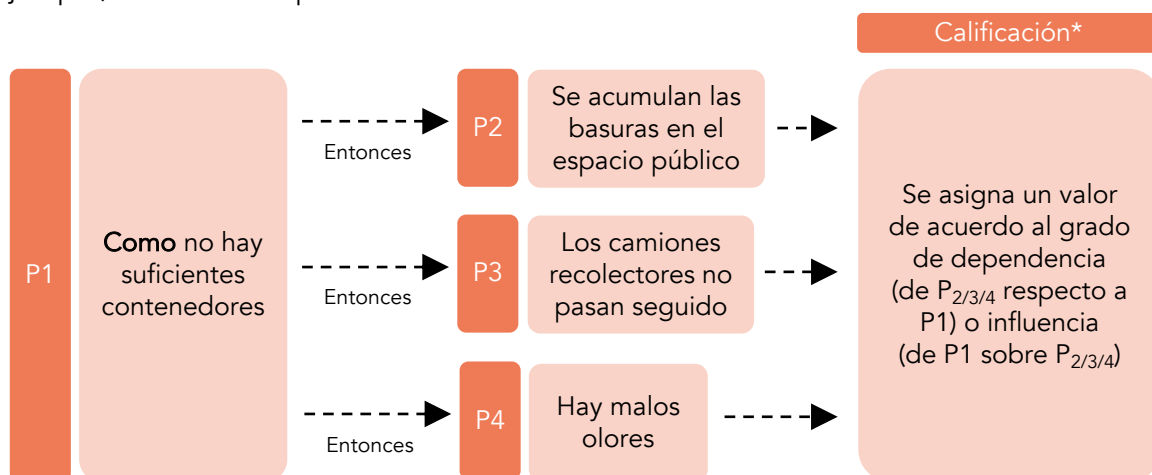 Calificación*
P1
Como no hay
suficientes
contenedores
Entonces
P2
Se acumulan las
basuras en el
espacio público
Entonces
P3
Los camiones
recolectores no
pasan seguido
Entonces
P4
Hay malos
olores
Se asigna un valor
de acuerdo al grado
de dependencia
(de P2/3/4 respecto a
P1) o influencia
(de P1 sobre P2/3/4)